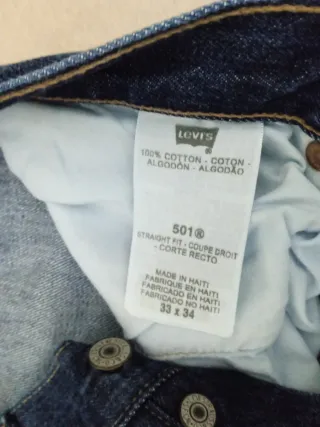 Levi's
®
100% COTTON - COTON -
ALGODÓN - ALGODÃO
501®
STRAIGHT FIT - COUPE DROIT
- CORTE RECTO
MADE IN HAITI
FABRIQUE EN HAITI
FABRICADO EN HAITI
FABRICADO NO HAITI
33 x 34